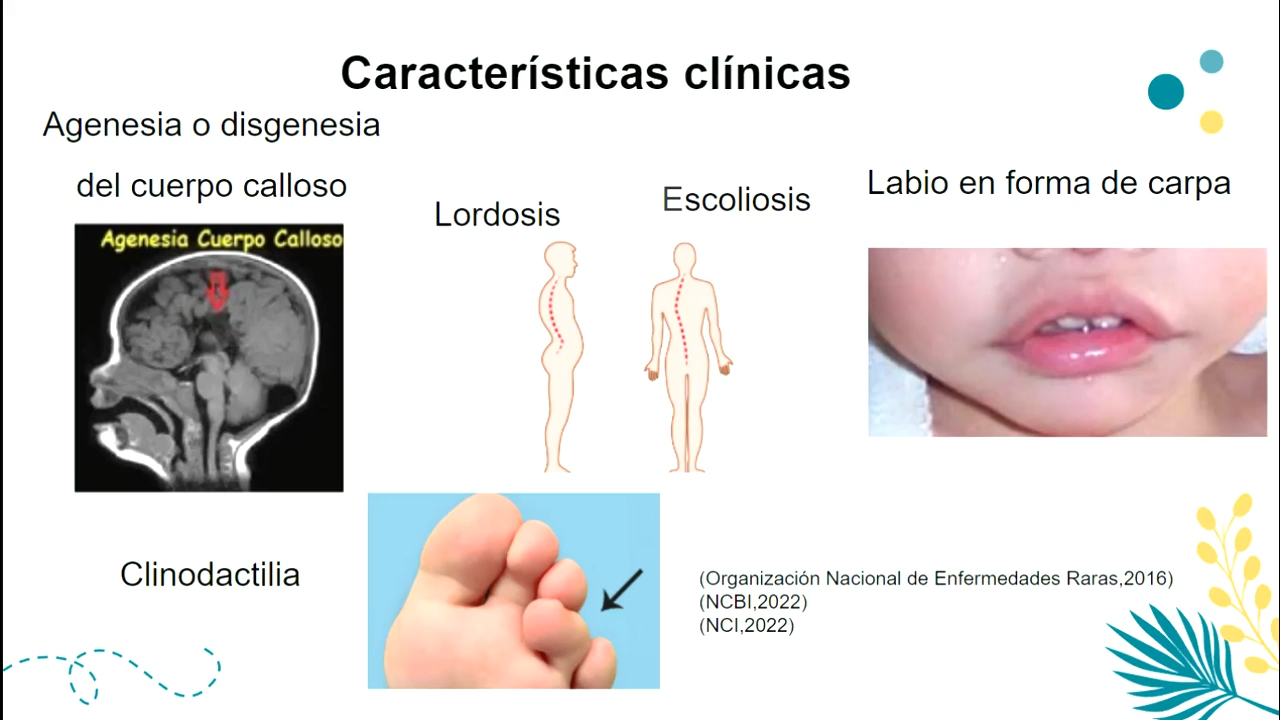 Características clínicas
Agenesia o disgenesia
del cuerpo calloso
Agenesia Cuerpo Calloso
Lordosis
Escoliosis
Labio en forma de carpa
Clinodactilia
(Organización Nacional de Enfermedades Raras,2016)
(NCBI,2022)
(NCI,2022)